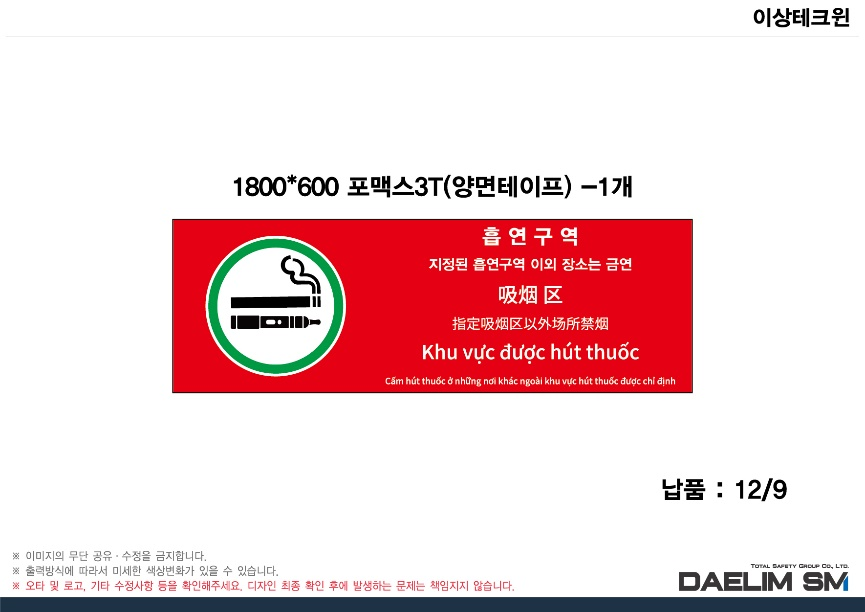 이상테크윈
1800*600 포맥스3T(양면테이프) -1개
흡 연 구 역
지정된 흡연구역 이외 장소는 금연
吸烟 区
指定吸烟区以外场所禁烟
Khu vực được hút thuốc
Cấm hút thuốc ở những nơi khác ngoài khu vực hút thuốc được chỉ định
납품 : 12/9
※ 이미지의 무단 공유·수정을 금지합니다.
※ 출력방식에 따라서 미세한 색상변화가 있을 수 있습니다.
※ 오타 및 로고, 기타 수정사항 등을 확인해주세요. 디자인 최종 확인 후에 발생하는 문제는 책임지지 않습니다.
TOTAL SAFETY GROUP CO., LTD.
DAELIM SM